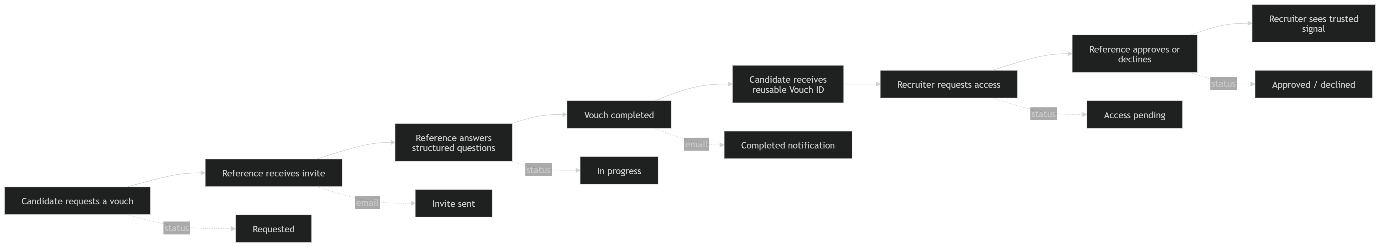 Candidate requests a vouch
status
Requested
Reference receives invite
email
Invite sent
Reference answers
structured questions
status
In progress
Vouch completed
email
Completed notification
Candidate receives
reusable Vouch ID
Recruiter requests access
status
Access pending
Reference approves or
declines
status
Approved / declined
Recruiter sees trusted
signal